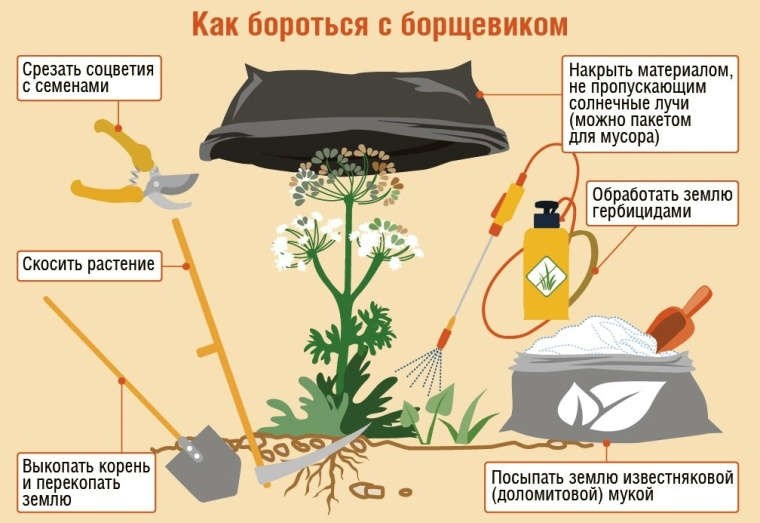 Как бороться с борщевиком
Срезать соцветия
с семенами
Накрыть материалом,
не пропускающим
солнечные лучи
(можно пакетом
для мусора)
Обработать землю
гербицидами
Скосить растение
Выкопать корень
и перекопать
землю
Посыпать землю известняковой
(доломитовой) мукой